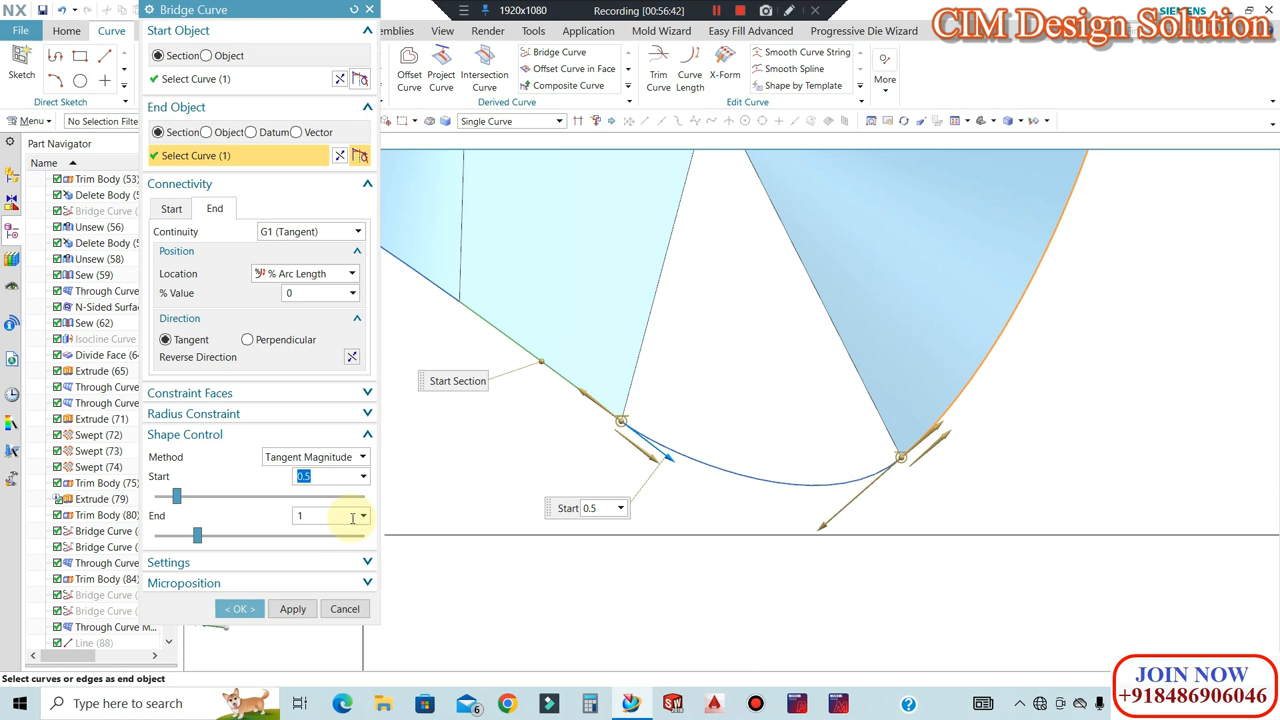 NX
1920x1080
Recording [00:56:42]
SIEMENS
CIM Design Solution
File
Home
Curve
Assemblies
View
Render
Tools
Application
Mold Wizard
Easy Fill Advanced
Progressive Die Wizard
Sketch
Direct Sketch
Offset Curve
Project Curve
Intersection Curve
Bridge Curve
Offset Curve in Face
Composite Curve
Derived Curve
Trim Curve
Curve Length
X-Form
Smooth Curve String
Smooth Spline
Shape by Template
Edit Curve
More
Menu
No Selection Filter
Single Curve
Part Navigator
Name
Trim Body (53)
Delete Body (5
Bridge Curve (
Unsew (56)
Delete Body (5
Unsew (58)
Sew (59)
Through Curve
N-Sided Surfa
Sew (62)
Isocline Curve
Divide Face (6
Extrude (65)
Through Curve
Through Curve
Extrude (71)
Swept (72)
Swept (73)
Swept (74)
Trim Body (75)
Extrude (79)
Trim Body (80)
Bridge Curve (
Bridge Curve (
Through Curve
Trim Body (84)
Bridge Curve (
Bridge Curve (
Through Curve M...
Line (88)
Bridge Curve
Start Object
Section
Object
Select Curve (1)
End Object
Section
Object
Datum
Vector
Select Curve (1)
Connectivity
Start
End
Continuity
G1 (Tangent)
Position
Location
% Arc Length
% Value
0
Direction
Tangent
Perpendicular
Reverse Direction
Constraint Faces
Radius Constraint
Shape Control
Method
Tangent Magnitude
Start
0.5
End
1
Settings
Microposition
< OK >
Apply
Cancel
Start Section
Start 0.5
Select curves or edges as end object
JOIN NOW
+918486906046
Type here to search
6